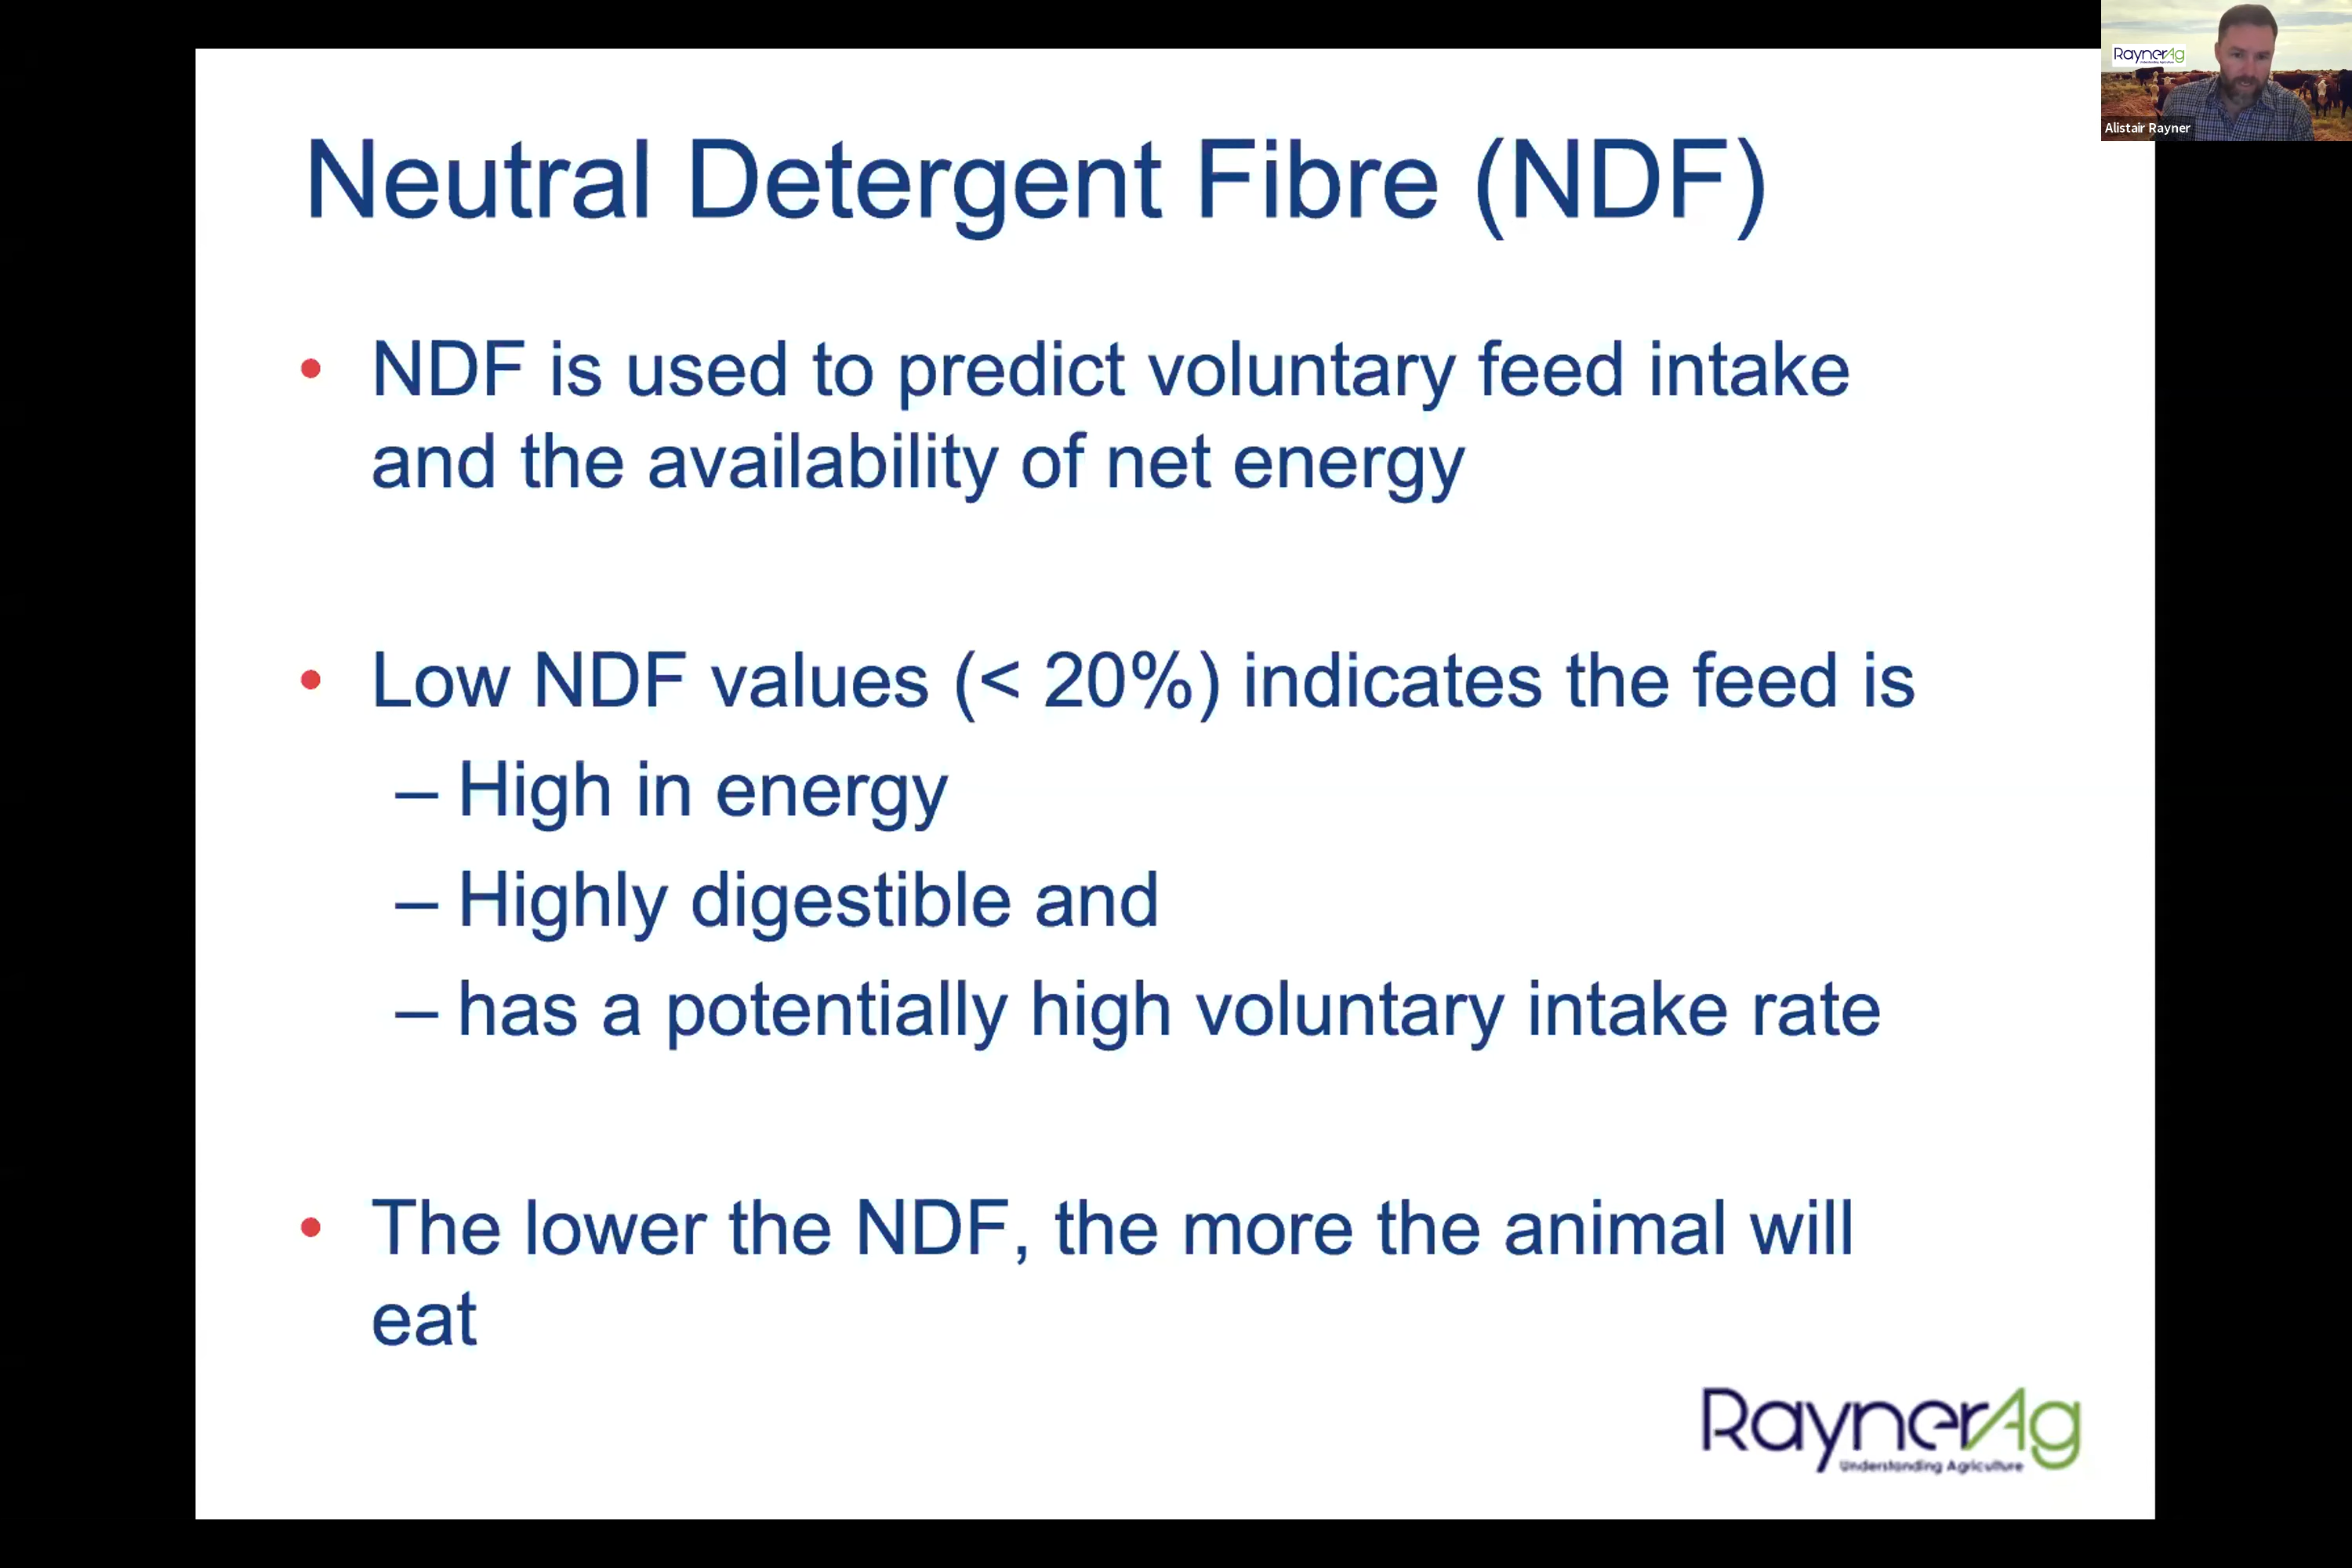 RaynerAg
Alistair Rayner
Neutral Detergent Fibre (NDF)
• NDF is used to predict voluntary feed intake
and the availability of net energy
• Low NDF values (< 20%) indicates the feed is
– High in energy
– Highly digestible and
– has a potentially high voluntary intake rate
• The lower the NDF, the more the animal will
eat
RaynerAg
Understanding Agriculture